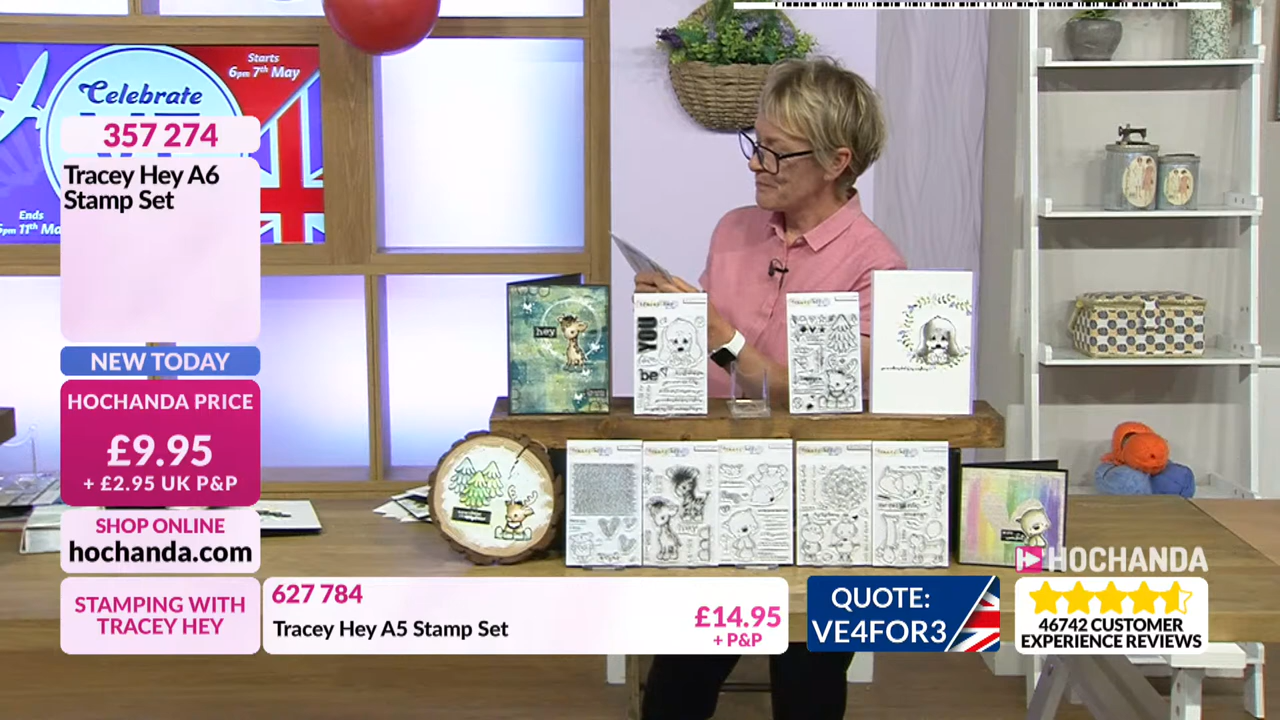 Starts
6pm 7th May
Celebrate
Ends
357 274
Tracey Hey A6
Stamp Set
NEW TODAY
HOCHANDA PRICE
£9.95
+ £2.95 UK P&P
SHOP ONLINE
hochanda.com
STAMPING WITH
TRACEY HEY
627 784
Tracey Hey A5 Stamp Set
£14.95
+ P&P
QUOTE:
VE4FOR3
HOCHANDA
46742 CUSTOMER
EXPERIENCE REVIEWS
hey
YOU
be
hey